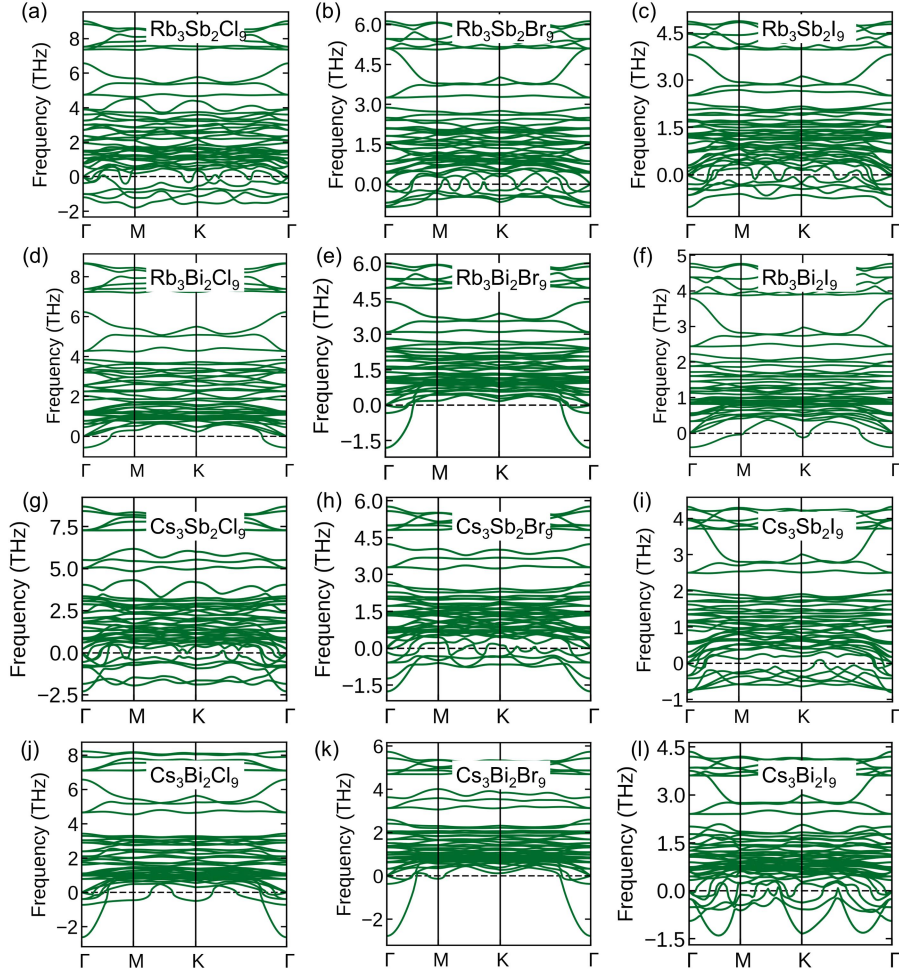 (a) Rb₃Sb₂Cl₉
Frequency (THz)
8
6
4
2
0
−2
Γ M K Γ
(b) Rb₃Sb₂Br₉
Frequency (THz)
6.0
4.5
3.0
1.5
0.0
Γ M K Γ
(c) Rb₃Sb₂I₉
Frequency (THz)
4.5
3.0
1.5
0.0
Γ M K Γ
(d) Rb₃Bi₂Cl₉
Frequency (THz)
8
6
4
2
0
Γ M K Γ
(e) Rb₃Bi₂Br₉
Frequency (THz)
6.0
4.5
3.0
1.5
0.0
−1.5
Γ M K Γ
(f) Rb₃Bi₂I₉
Frequency (THz)
5
4
3
2
1
0
Γ M K Γ
(g) Cs₃Sb₂Cl₉
Frequency (THz)
7.5
5.0
2.5
0.0
−2.5
Γ M K Γ
(h) Cs₃Sb₂Br₉
Frequency (THz)
6.0
4.5
3.0
1.5
0.0
−1.5
Γ M K Γ
(i) Cs₃Sb₂I₉
Frequency (THz)
4
3
2
1
0
−1
Γ M K Γ
(j) Cs₃Bi₂Cl₉
Frequency (THz)
8
6
4
2
0
−2
Γ M K Γ
(k) Cs₃Bi₂Br₉
Frequency (THz)
6
4
2
0
−2
Γ M K Γ
(l) Cs₃Bi₂I₉
Frequency (THz)
4.5
3.0
1.5
0.0
−1.5
Γ M K Γ